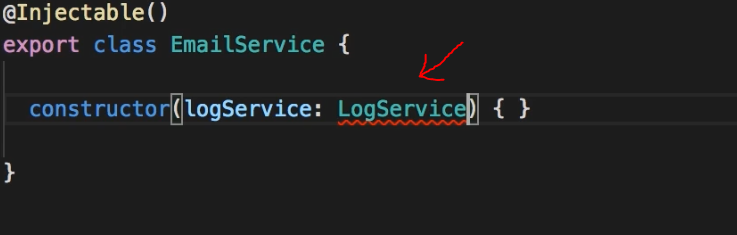 @Injectable()
export class EmailService {
constructor(logService: LogService) { }
}